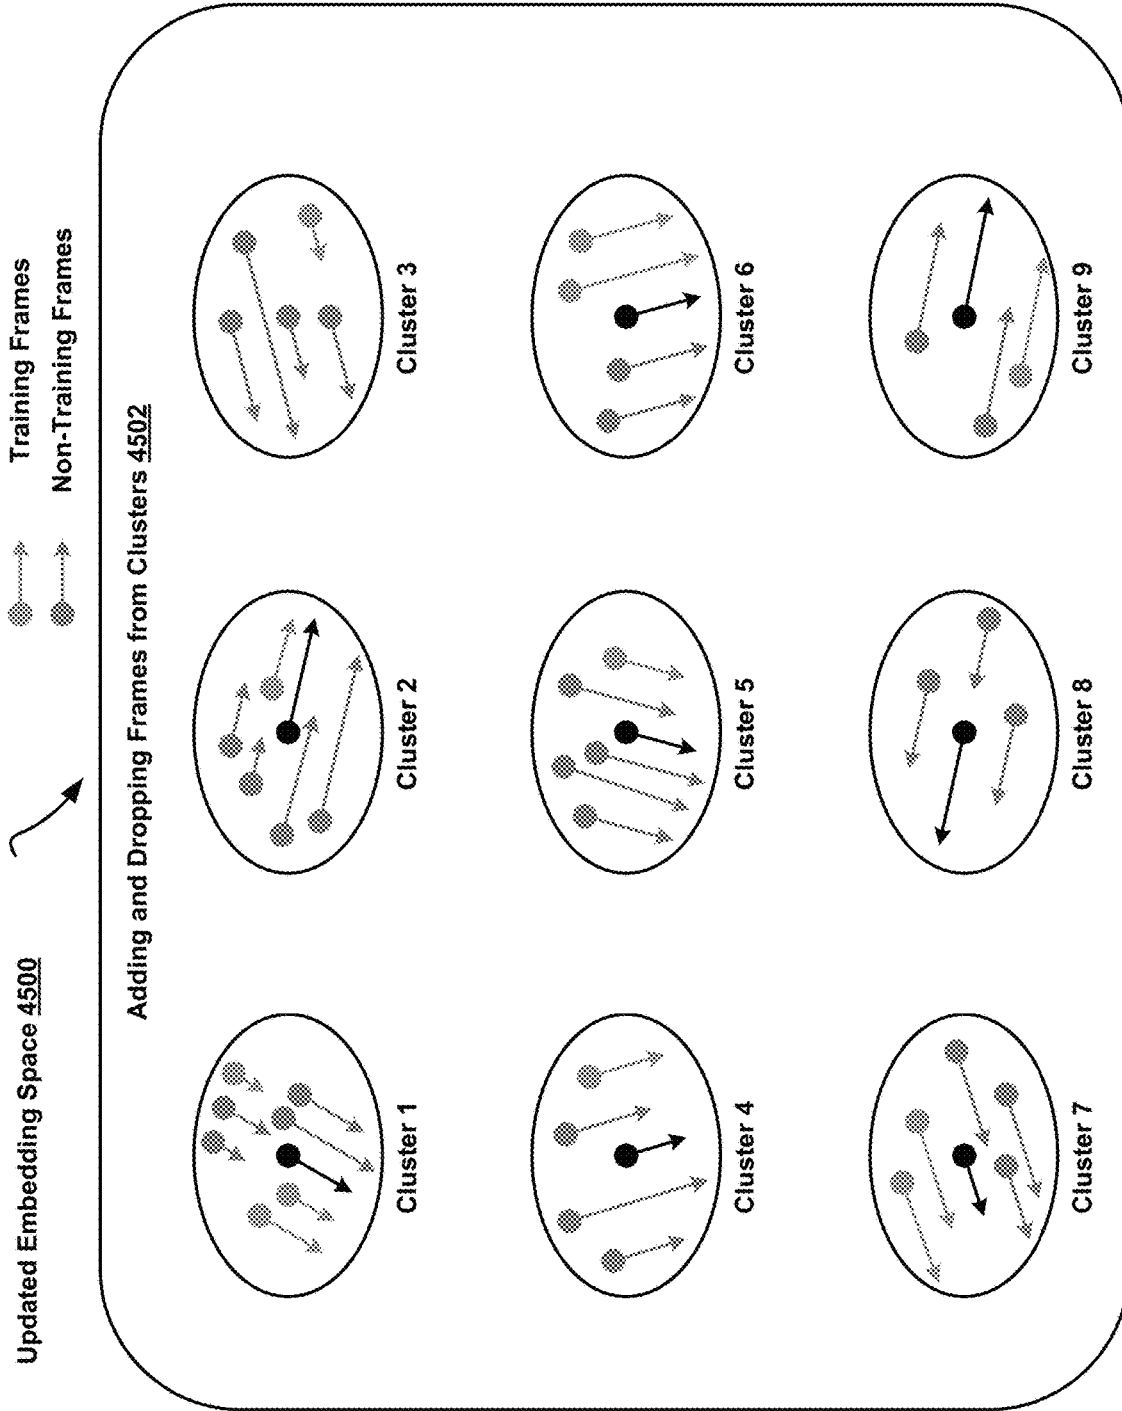 Updated Embedding Space 4500
Training Frames
Non-Training Frames
Adding and Dropping Frames from Clusters 4502
Cluster 1
Cluster 2
Cluster 3
Cluster 4
Cluster 5
Cluster 6
Cluster 7
Cluster 8
Cluster 9